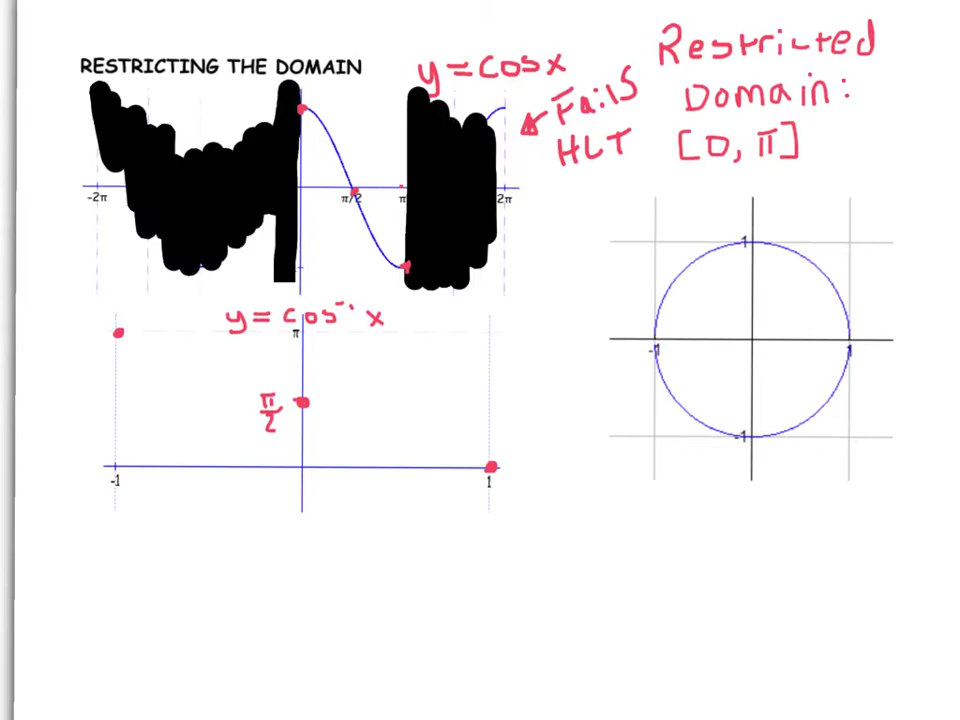 RESTRICTING THE DOMAIN
y = cos x
Fails
HLT
Restricted
Domain:
[0, π]
-2π
π/2
π
2π
y = cos⁻¹ x
π
π/2
-1
1
1
-1
1
-1